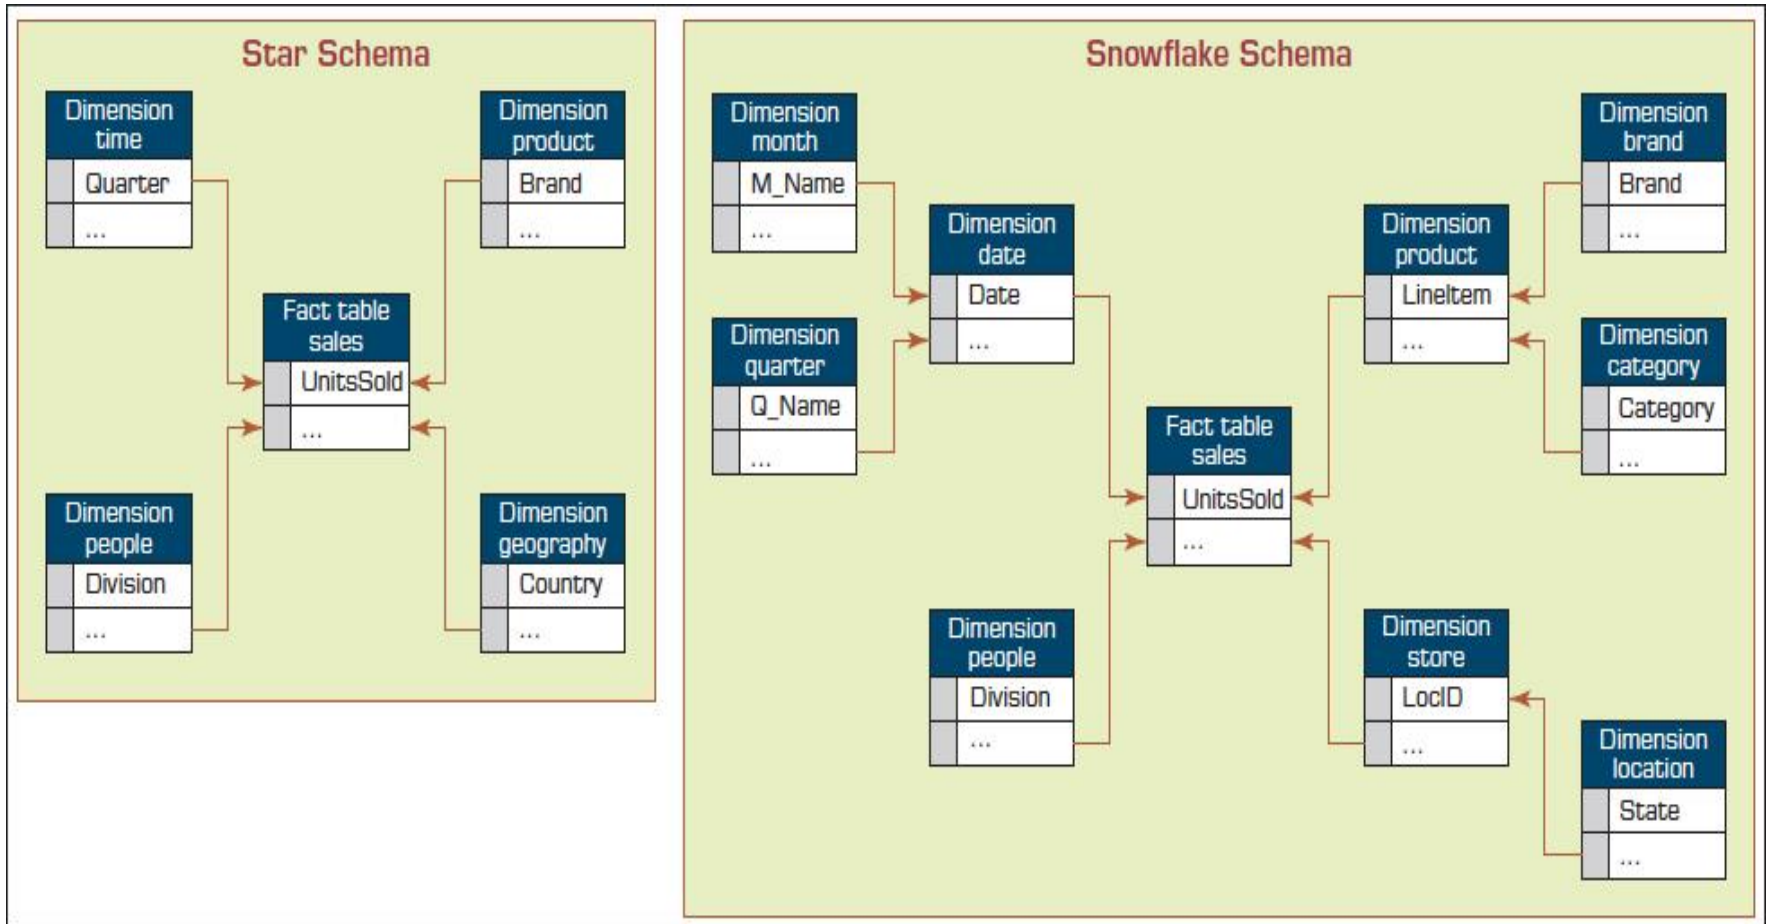 Star Schema
Dimension
time
Quarter
...
Dimension
product
Brand
...
Fact table
sales
UnitsSold
...
Dimension
people
Division
...
Dimension
geography
Country
...
Snowflake Schema
Dimension
month
M_Name
...
Dimension
quarter
Q_Name
...
Dimension
date
Date
...
Dimension
brand
Brand
...
Dimension
product
LineItem
...
Dimension
category
Category
...
Fact table
sales
UnitsSold
...
Dimension
people
Division
...
Dimension
store
LocID
...
Dimension
location
State
...